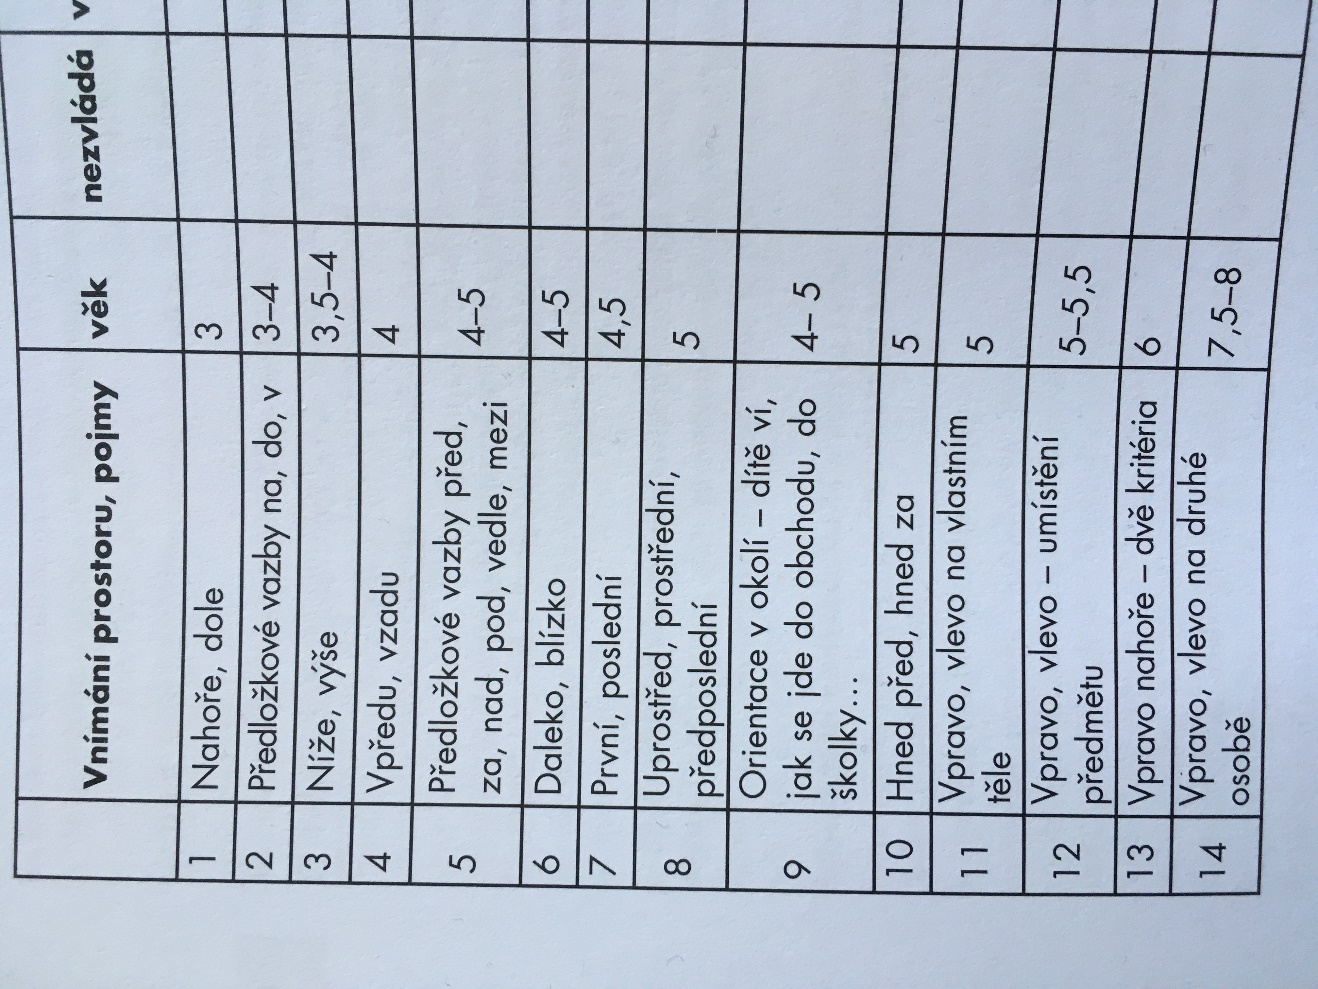 Vnímání prostoru, pojmy věk nezvládá v
1 Nahoře, dole 3
2 Předložkové vazby na, do, v 3–4
3 Níže, výše 3,5–4
4 Vpředu, vzadu 4
5 Předložkové vazby před, 4–5
za, nad, pod, vedle, mezi
6 Daleko, blízko 4–5
7 První, poslední 4,5
8 Uprostřed, prostřední, 5
předposlední
9 Orientace v okolí – dítě ví, 4– 5
jak se jde do obchodu, do
školky...
10 Hned před, hned za 5
11 Vpravo, vlevo na vlastním 5
těle
12 Vpravo, vlevo – umístění 5–5,5
předmětu
13 Vpravo nahoře – dvě kritéria 6
14 Vpravo, vlevo na druhé 7,5–8
osobě